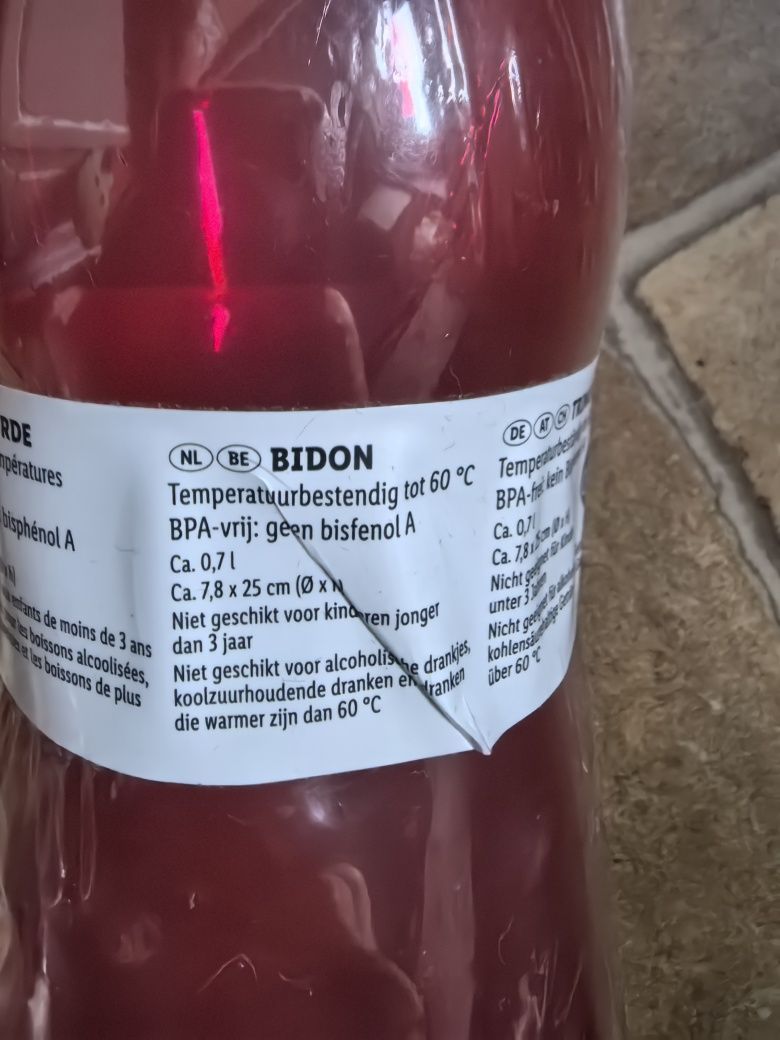 RDE
mpératures
bisphénol A
h)
enfants de moins de 3 ans
les boissons alcoolisées,
et les boissons de plus
NL BE BIDON
Temperatuurbestendig tot 60 °C
BPA-vrij: geen bisfenol A
Ca. 0,7 l
Ca. 7,8 x 25 cm (Ø x
Niet geschikt voor kinderen jonger
dan 3 jaar
Niet geschikt voor alcoholische drankjes,
koolzuurhoudende dranken en dranken
die warmer zijn dan 60 °C
DE AT CH
BPA-frei: kein
Ca. 0,7 l
Ca. 7,8 cm
Nicht geeignet für
unter 3
Nicht geeignet für
über 60 °C